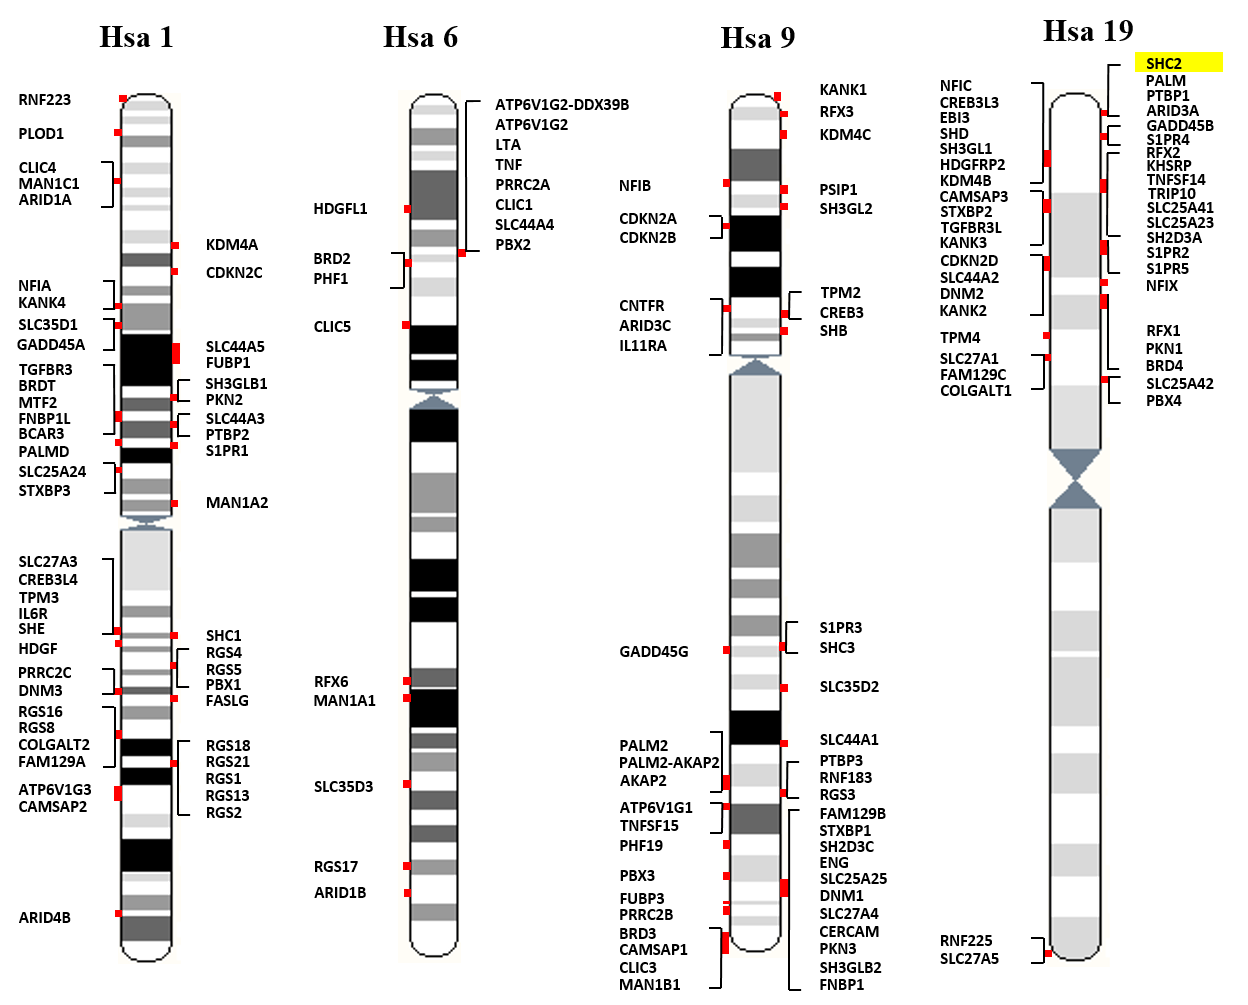 Hsa 1
RNF223
PLOD1
CLIC4
MAN1C1
ARID1A
NFIA
KANK4
SLC35D1
GADD45A
TGFBR3
BRDT
MTF2
FNBP1L
BCAR3
PALMD
SLC25A24
STXBP3
SLC27A3
CREB3L4
TPM3
IL6R
SHE
HDGF
PRRC2C
DNM3
RGS16
RGS8
COLGALT2
FAM129A
ATP6V1G3
CAMSAP2
ARID4B
KDM4A
CDKN2C
SLC44A5
FUBP1
SH3GLB1
PKN2
SLC44A3
PTBP2
S1PR1
MAN1A2
SHC1
RGS4
RGS5
PBX1
FASLG
RGS18
RGS21
RGS1
RGS13
RGS2
Hsa 6
HDGFL1
BRD2
PHF1
CLIC5
RFX6
MAN1A1
SLC35D3
RGS17
ARID1B
ATP6V1G2-DDX39B
ATP6V1G2
LTA
TNF
PRRC2A
CLIC1
SLC44A4
PBX2
Hsa 9
NFIB
CDKN2A
CDKN2B
CNTFR
ARID3C
IL11RA
GADD45G
PALM2
PALM2-AKAP2
AKAP2
ATP6V1G1
TNFSF15
PHF19
PBX3
FUBP3
PRRC2B
BRD3
CAMSAP1
CLIC3
MAN1B1
KANK1
RFX3
KDM4C
PSIP1
SH3GL2
TPM2
CREB3
SHB
S1PR3
SHC3
SLC35D2
SLC44A1
PTBP3
RNF183
RGS3
FAM129B
STXBP1
SH2D3C
ENG
SLC25A25
DNM1
SLC27A4
CERCAM
PKN3
SH3GLB2
FNBP1
Hsa 19
NFIC
CREB3L3
EBI3
SHD
SH3GL1
HDGFRP2
KDM4B
CAMSAP3
STXBP2
TGFBR3L
KANK3
CDKN2D
SLC44A2
DNM2
KANK2
TPM4
SLC27A1
FAM129C
COLGALT1
RNF225
SLC27A5
SHC2
PALM
PTBP1
ARID3A
GADD45B
S1PR4
RFX2
KHSRP
TNFSF14
TRIP10
SLC25A41
SLC25A23
SH2D3A
S1PR2
S1PR5
NFIX
RFX1
PKN1
BRD4
SLC25A42
PBX4